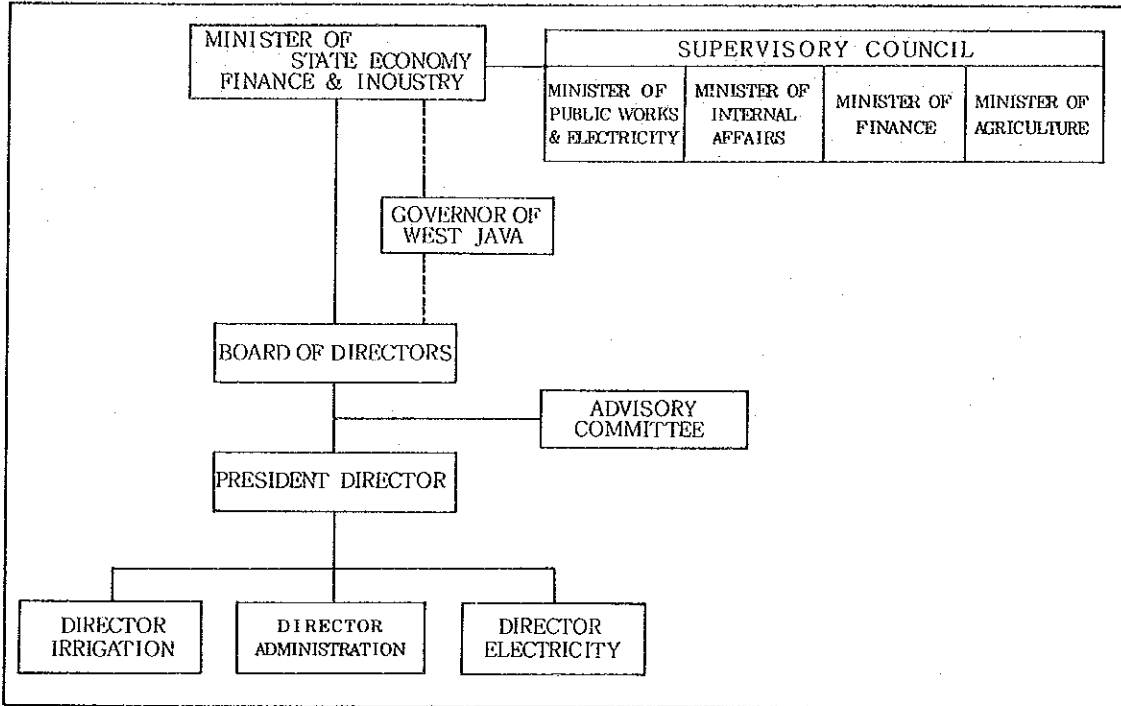 MINISTER OF
STATE ECONOMY
FINANCE & INOUSTRY
SUPERVISORY COUNCIL
MINISTER OF
PUBLIC WORKS
& ELECTRICITY
MINISTER OF
INTERNAL
AFFAIRS
MINISTER OF
FINANCE
MINISTER OF
AGRICULTURE
GOVERNOR OF
WEST JAVA
BOARD OF DIRECTORS
ADVISORY
COMMITTEE
PRESIDENT DIRECTOR
DIRECTOR
IRRIGATION
DIRECTOR
ADMINISTRATION
DIRECTOR
ELECTRICITY